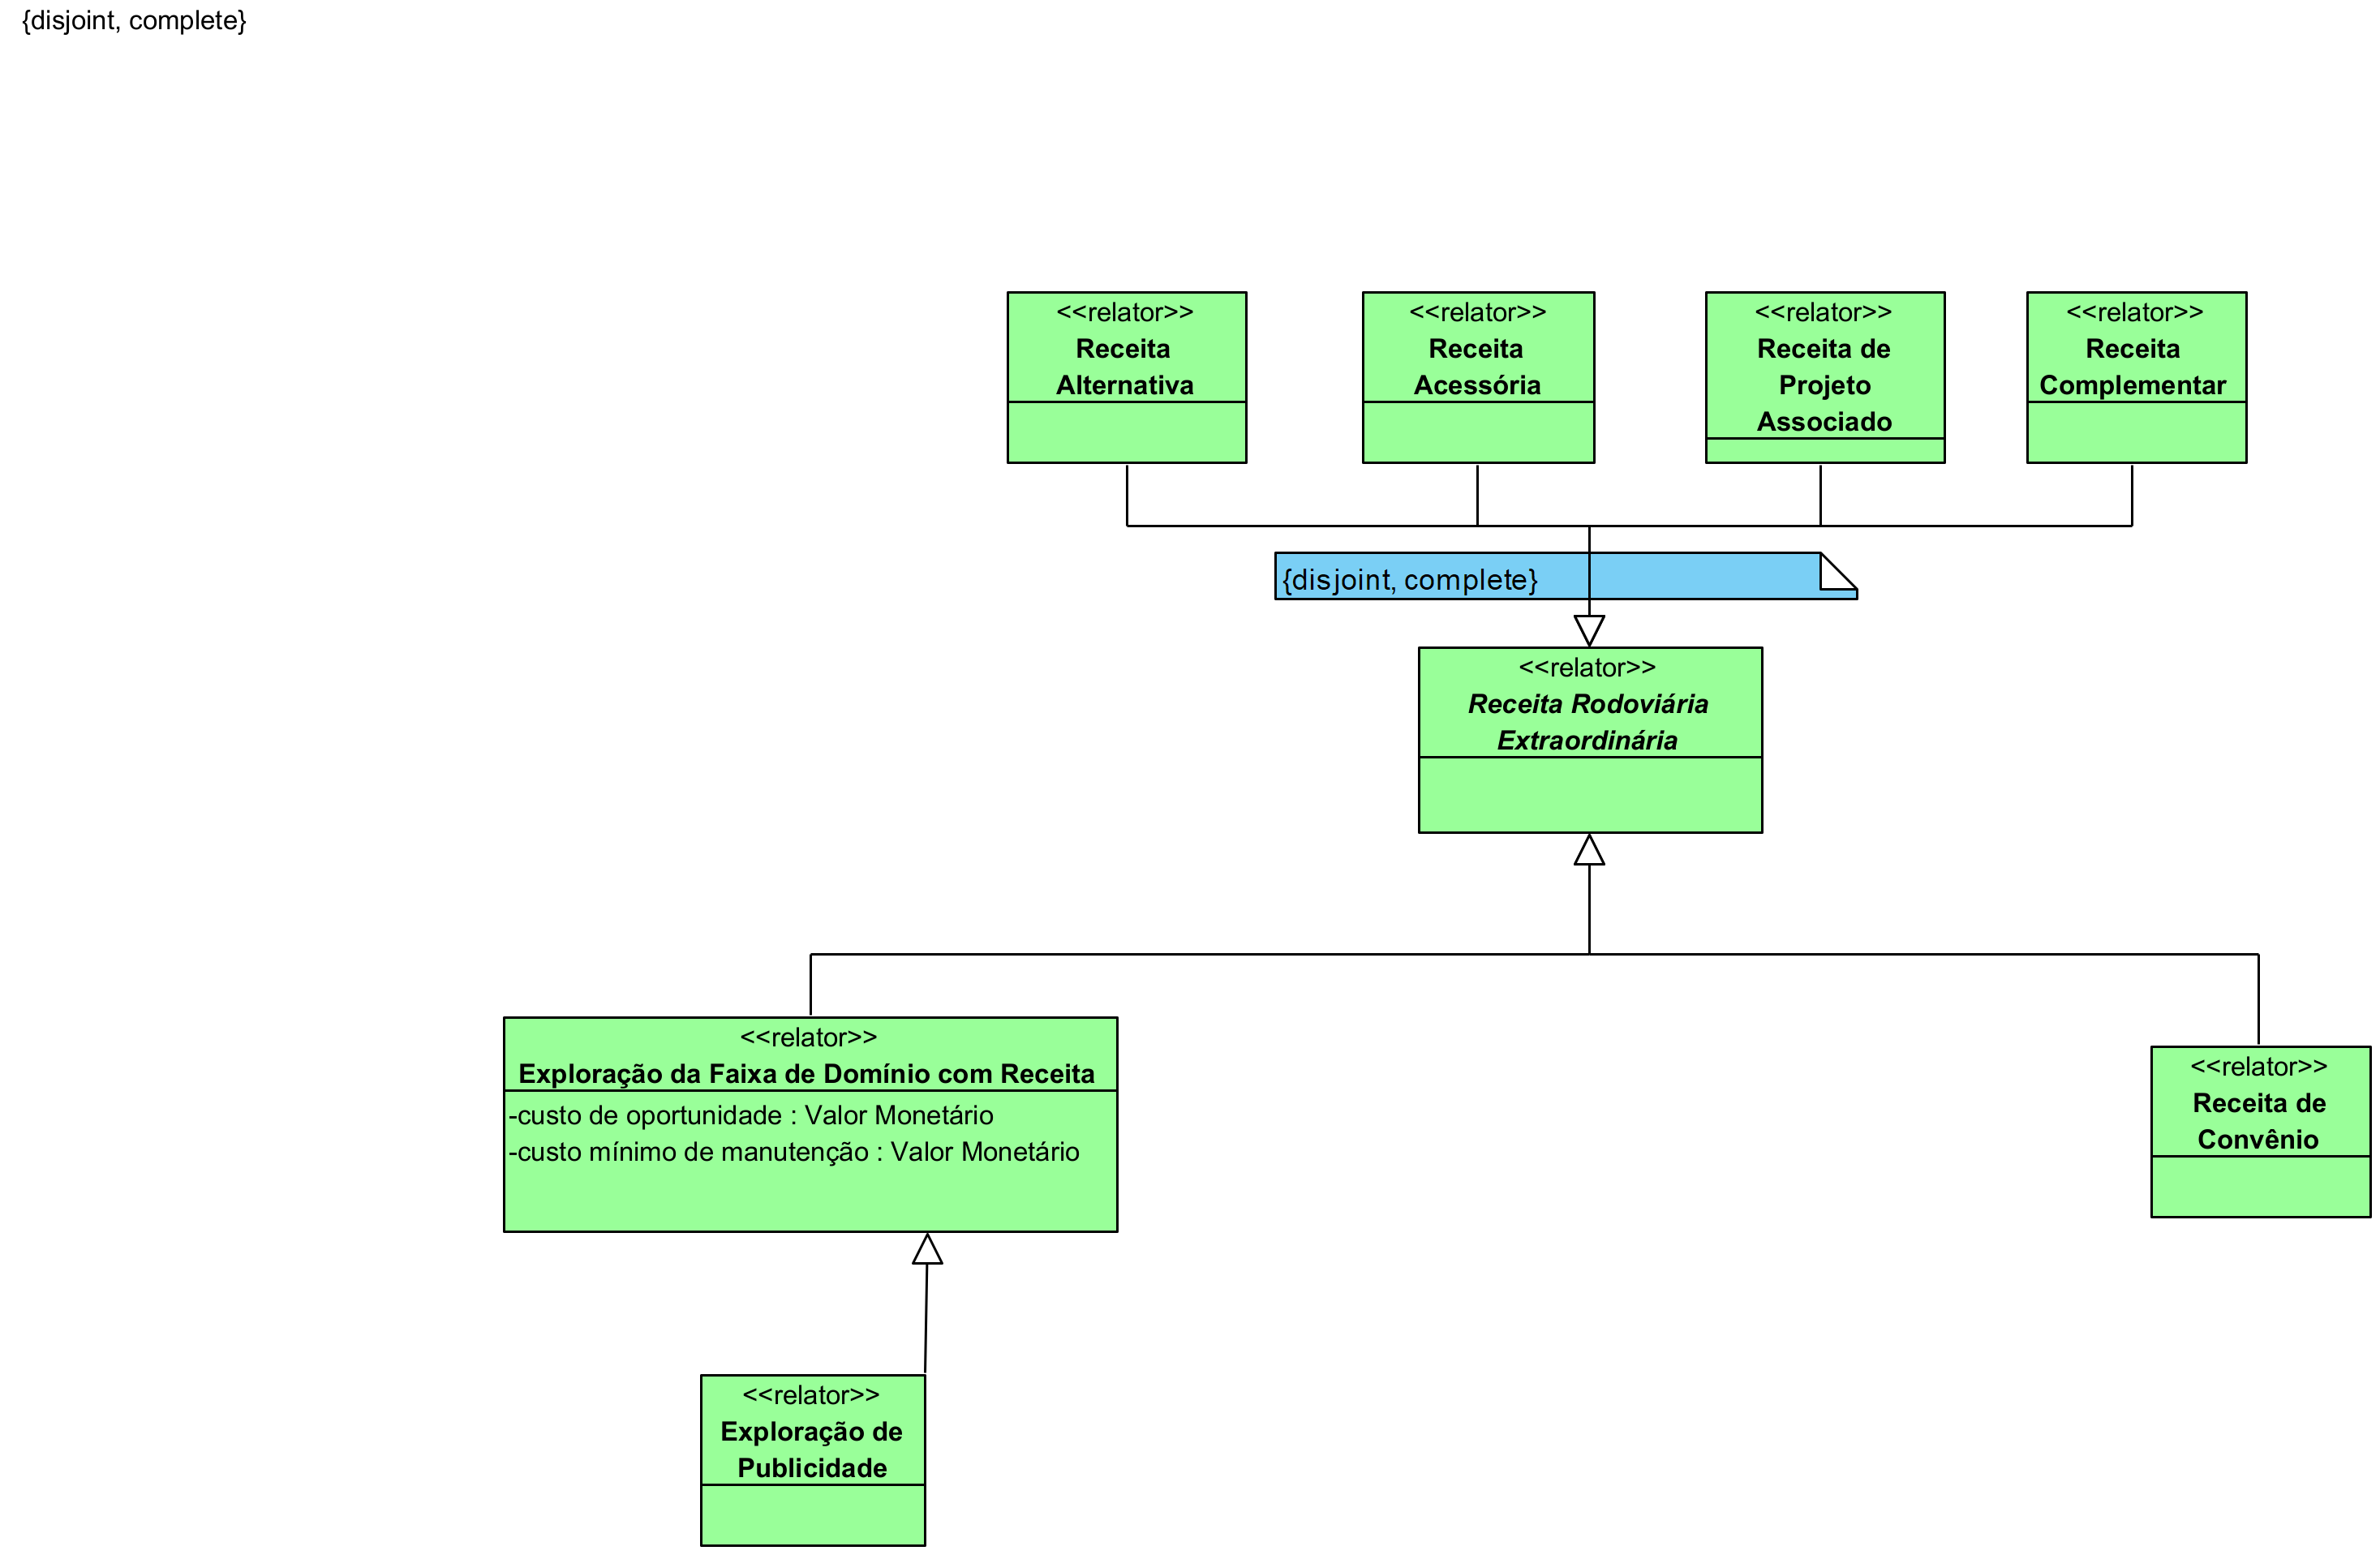 {disjoint, complete}
<<relator>>
Receita
Alternativa
<<relator>>
Receita
Acessória
<<relator>>
Receita de
Projeto
Associado
<<relator>>
Receita
Complementar
{disjoint, complete}
<<relator>>
Receita Rodoviária
Extraordinária
<<relator>>
Exploração da Faixa de Domínio com Receita
-custo de oportunidade : Valor Monetário
-custo mínimo de manutenção : Valor Monetário
<<relator>>
Receita de
Convênio
<<relator>>
Exploração de
Publicidade